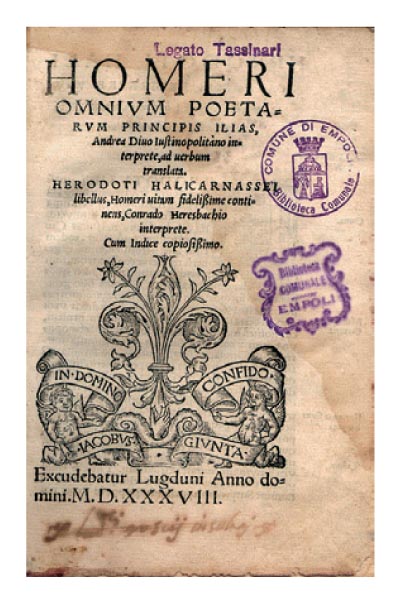 Legato Tassinari
HOMERI
OMNIVM POETA-
RVM PRINCIPIS ILIAS,
Andrea Diuo Iustinopolitano in-
terprete, ad uerbum
translata.
HERODOTI HALICARNASSEI
libellus, Homeri uitam fidelißime conti-
nens, Conrado Heresbachio
interprete.
Cum Indice copiosißimo.
COMUNE DI EMPOLI
Biblioteca Comunale
Biblioteca
COMUNALE
EMPOLI
IN·DOMINO
CONFIDO·
·IACOBVS·
GIVNTA·
Excudebatur Lugduni Anno do-
mini. M. D. XXXVIII.